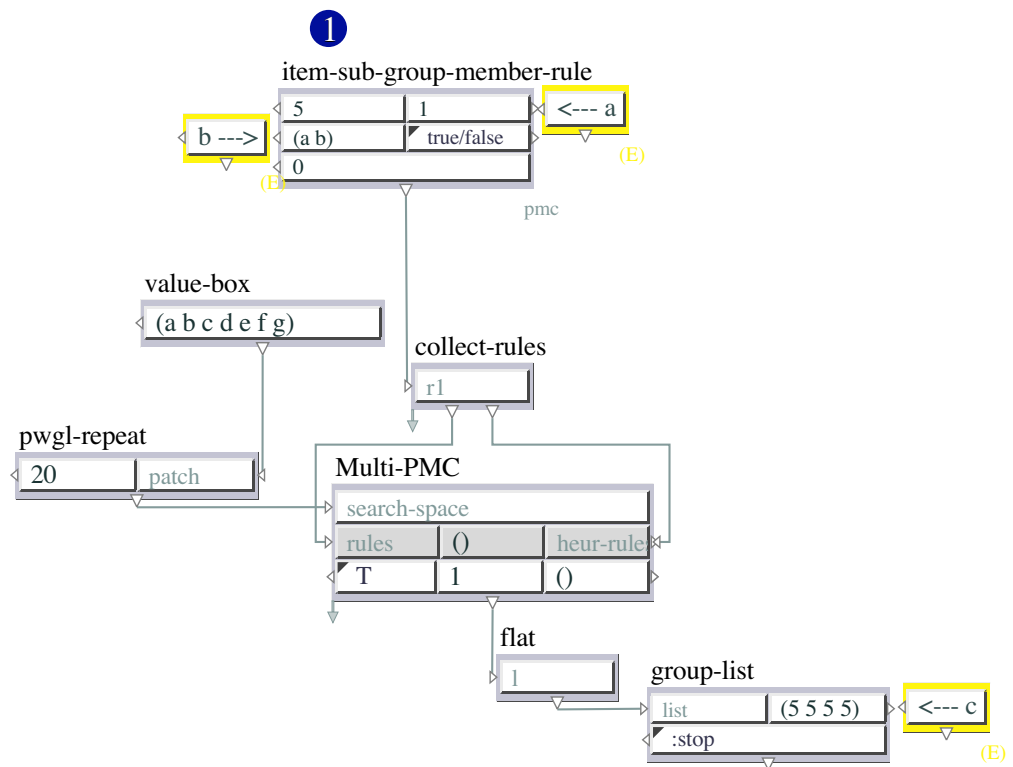 1
item-sub-group-member-rule
5 1 <--- a
b ---> (a b) true/false
(E)
0
(E)
pmc
value-box
(a b c d e f g)
collect-rules
r1
pwgl-repeat
20 patch
Multi-PMC
search-space
rules () heur-rule
T 1 ()
flat
l
group-list
list (5 5 5 5) <--- c
:stop
(E)